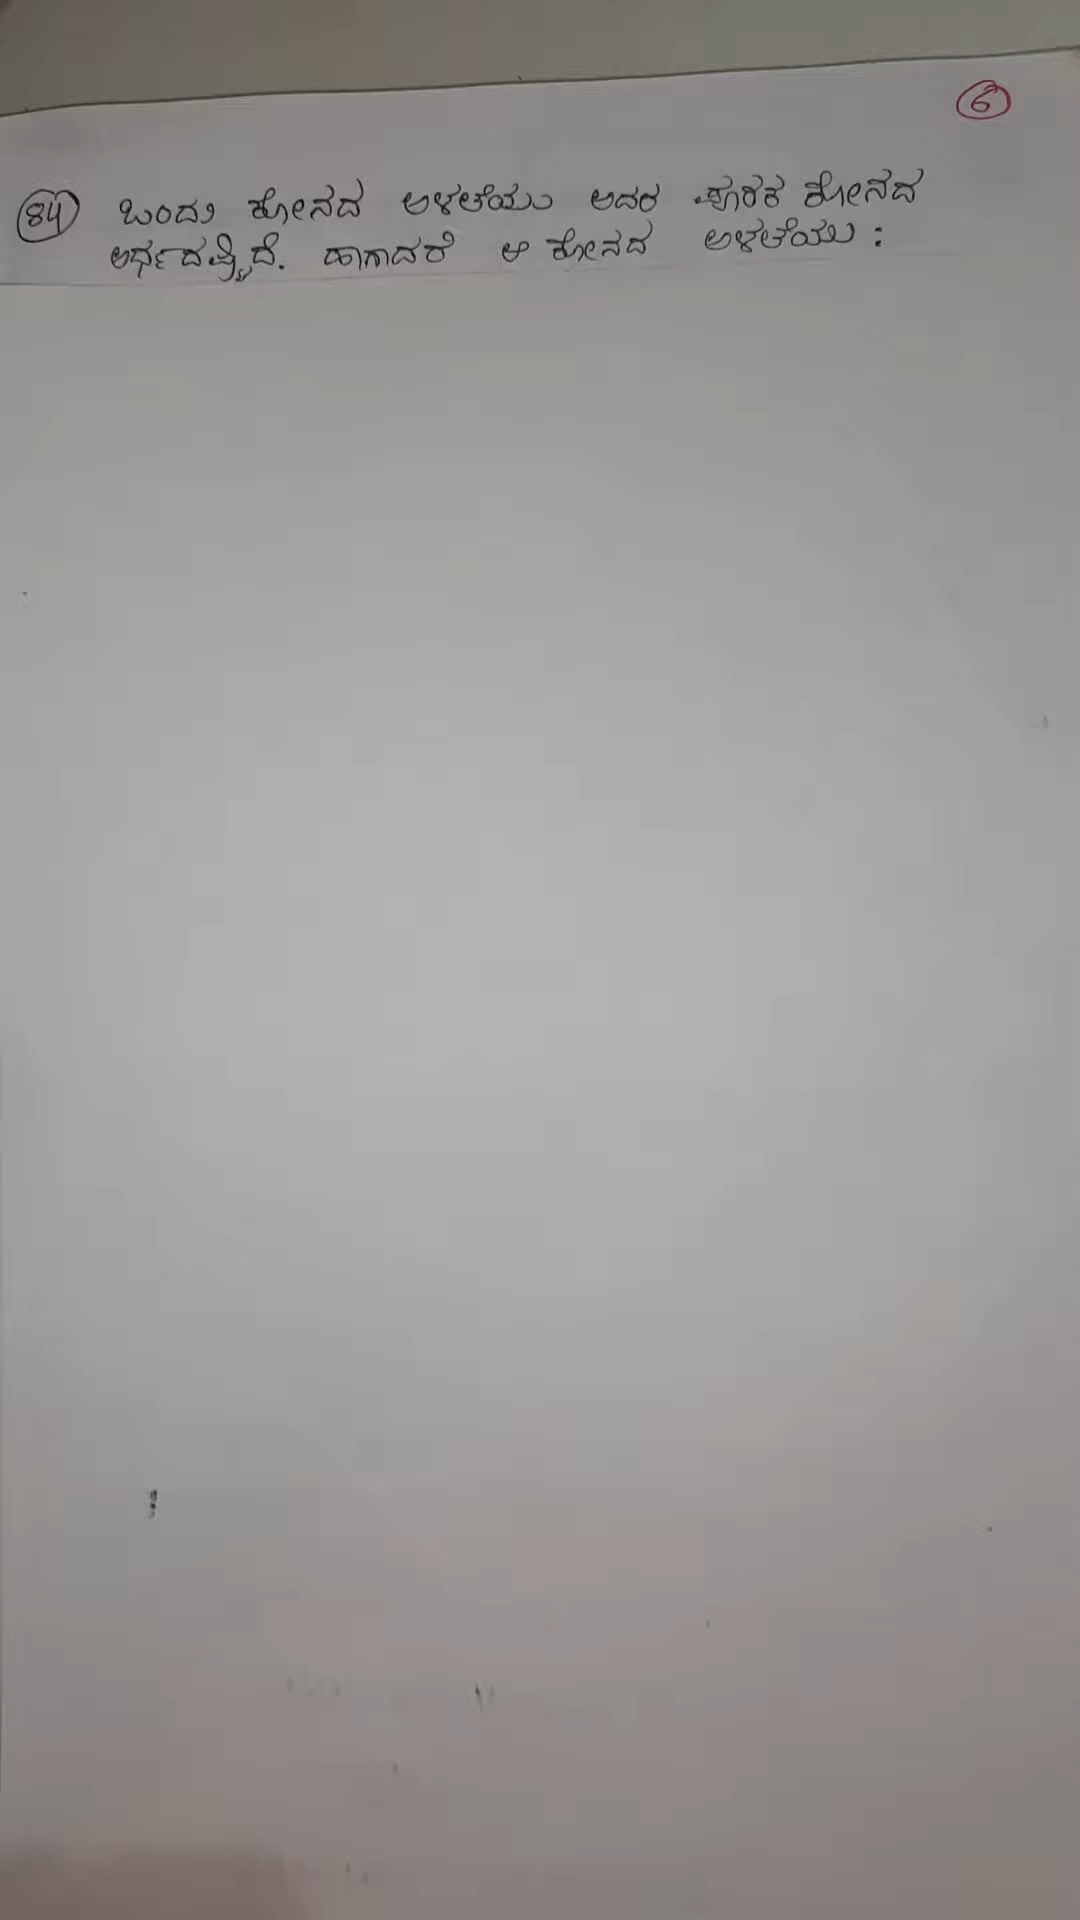 6
84 ಒಂದು ಕೋನದ ಅಳತೆಯು ಅದರ ಪೂರಕ ಕೋನದ
ಅರ್ಧದಷ್ಟಿದೆ. ಹಾಗಾದರೆ ಆ ಕೋನದ ಅಳತೆಯು :